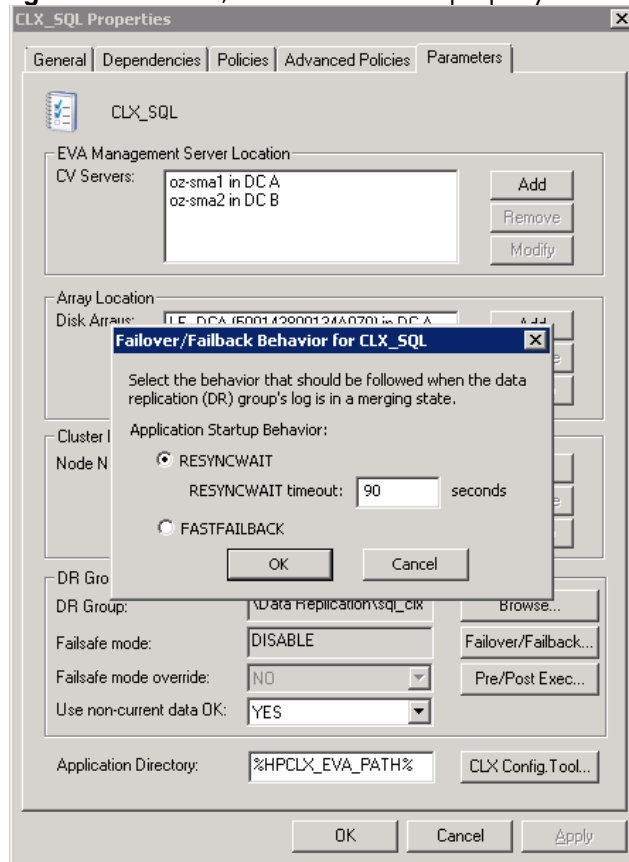 CLX_SQL Properties
General Dependencies Policies Advanced Policies Parameters
CLX_SQL
EVA Management Server Location
CV Servers:
oz-sma1 in DC A
oz-sma2 in DC B
Add
Remove
Modify
Array Location
Disk Arrays:
Failover/Failback Behavior for CLX_SQL
Select the behavior that should be followed when the data
replication (DR) group's log is in a merging state.
Application Startup Behavior:
RESYNCWAIT
RESYNCWAIT timeout: 90 seconds
FASTFAILBACK
OK Cancel
Cluster
Node N
DR Gro
DR Group: \Data Replication\sql_clx Browse...
Failsafe mode: DISABLE Failover/Failback...
Failsafe mode override: NO Pre/Post Exec...
Use non-current data OK: YES
Application Directory: %HPCLX_EVA_PATH% CLX Config.Tool...
OK Cancel Apply